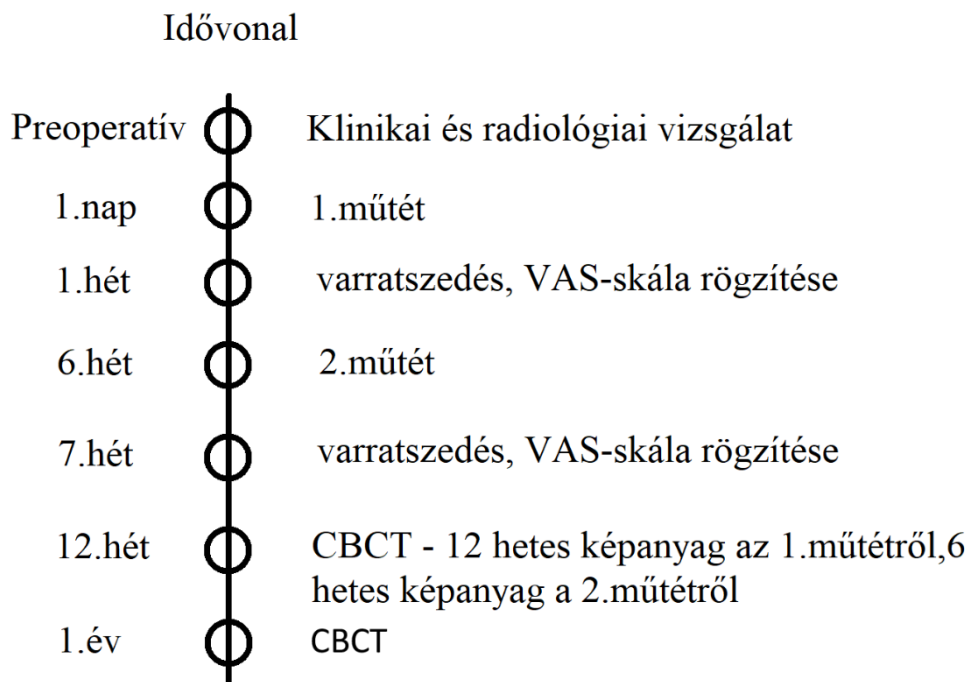 Idővonal
Preoperatív Klinikai és radiológiai vizsgálat
1.nap 1.műtét
1.hét varratszedés, VAS-skála rögzítése
6.hét 2.műtét
7.hét varratszedés, VAS-skála rögzítése
12.hét CBCT - 12 hetes képanyag az 1.műtétről,6
hetes képanyag a 2.műtétről
1.év CBCT